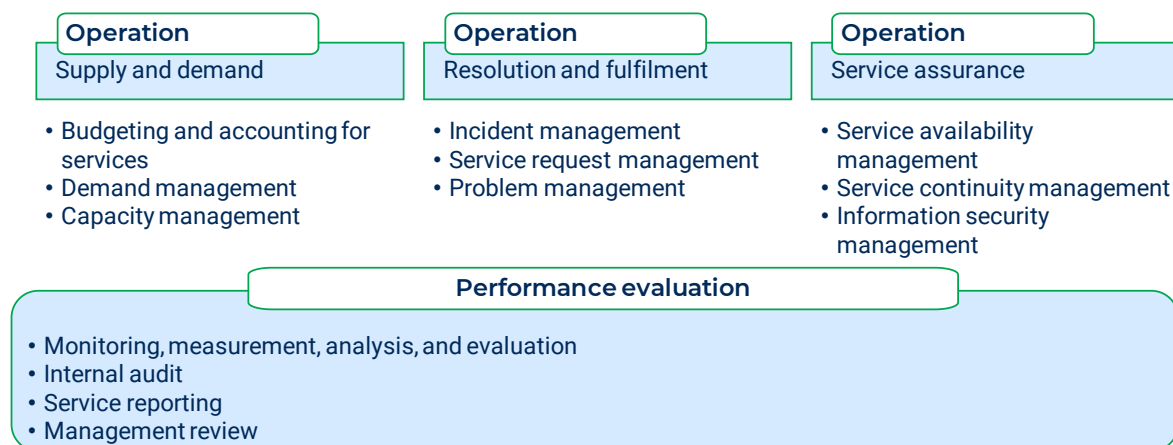 Operation
Supply and demand
• Budgeting and accounting for
services
• Demand management
• Capacity management
Operation
Resolution and fulfilment
• Incident management
• Service request management
• Problem management
Operation
Service assurance
• Service availability
management
• Service continuity management
• Information security
management
Performance evaluation
• Monitoring, measurement, analysis, and evaluation
• Internal audit
• Service reporting
• Management review